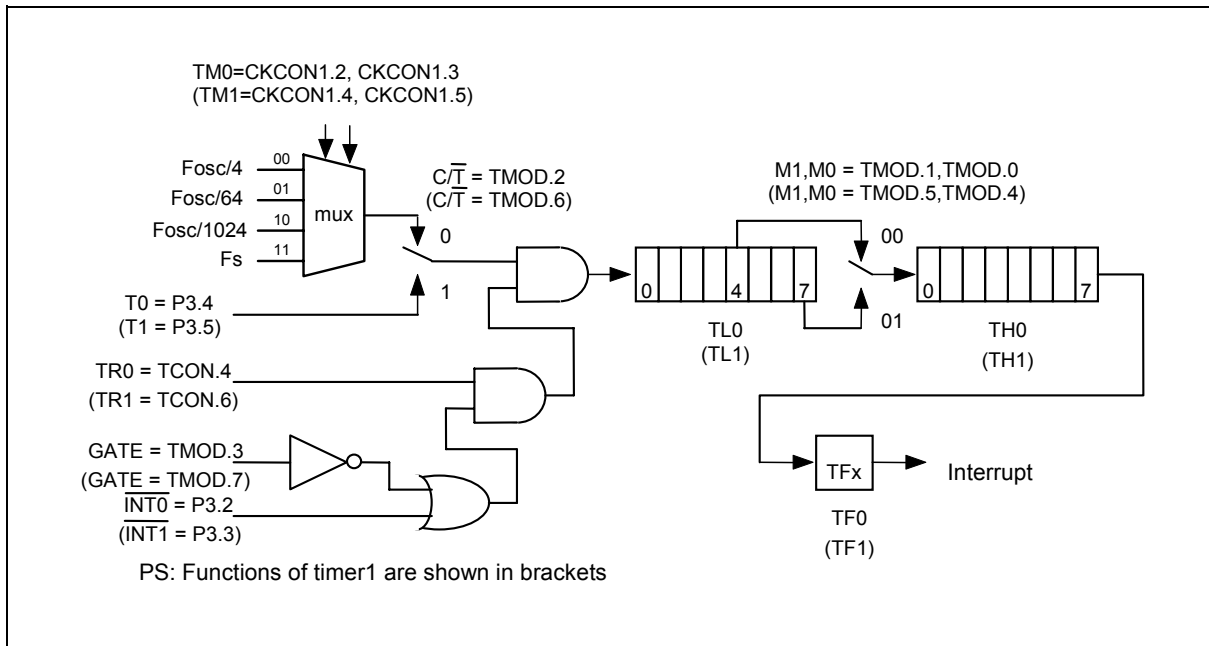 TM0=CKCON1.2, CKCON1.3
(TM1=CKCON1.4, CKCON1.5)
Fosc/4
00
Fosc/64
01
Fosc/1024
10
Fs
11
mux
C/T̅ = TMOD.2
(C/T̅ = TMOD.6)
0
1
T0 = P3.4
(T1 = P3.5)
TR0 = TCON.4
(TR1 = TCON.6)
GATE = TMOD.3
(GATE = TMOD.7)
I̅N̅T̅0̅ = P3.2
(I̅N̅T̅1̅ = P3.3)
M1,M0 = TMOD.1,TMOD.0
(M1,M0 = TMOD.5,TMOD.4)
00
01
0 4 7
TL0
(TL1)
0 7
TH0
(TH1)
TFx
Interrupt
TF0
(TF1)
PS: Functions of timer1 are shown in brackets